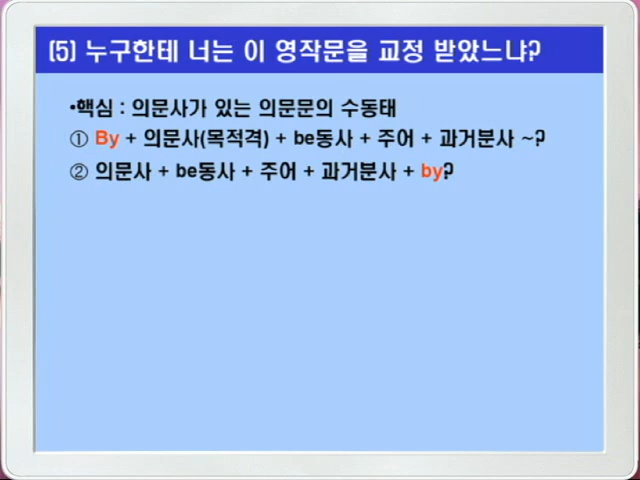 (5) 누구한테 너는 이 영작문을 교정 받았느냐?
•핵심 : 의문사가 있는 의문문의 수동태
① By + 의문사(목적격) + be동사 + 주어 + 과거분사 ~?
② 의문사 + be동사 + 주어 + 과거분사 + by?